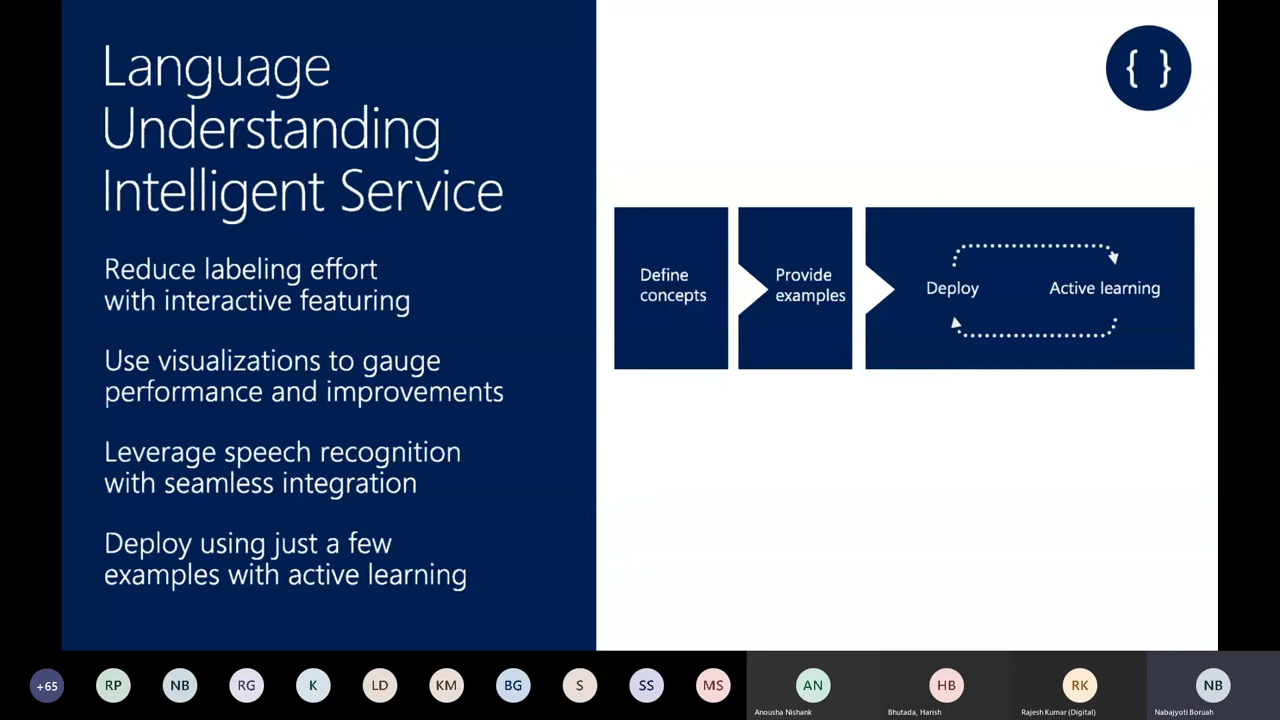 Language
Understanding
Intelligent Service
Reduce labeling effort
with interactive featuring
Use visualizations to gauge
performance and improvements
Leverage speech recognition
with seamless integration
Deploy using just a few
examples with active learning
{ }
Define
concepts
Provide
examples
Deploy
Active learning
+65
RP
NB
RG
K
LD
KM
BG
S
SS
MS
AN
Anousha Nishank
HB
Bhutada, Harish
RK
Rajesh Kumar (Digital)
NB
Nabajyoti Boruah